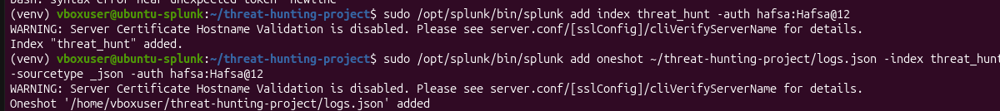 bash: syntax error near unexpected token `newline'
(venv) vboxuser@ubuntu-splunk:~/threat-hunting-project$ sudo /opt/splunk/bin/splunk add index threat_hunt -auth hafsa:Hafsa@12
WARNING: Server Certificate Hostname Validation is disabled. Please see server.conf/[sslConfig]/cliVerifyServerName for details.
Index "threat_hunt" added.
(venv) vboxuser@ubuntu-splunk:~/threat-hunting-project$ sudo /opt/splunk/bin/splunk add oneshot ~/threat-hunting-project/logs.json -index threat_hunt
-sourcetype _json -auth hafsa:Hafsa@12
WARNING: Server Certificate Hostname Validation is disabled. Please see server.conf/[sslConfig]/cliVerifyServerName for details.
Oneshot '/home/vboxuser/threat-hunting-project/logs.json' added